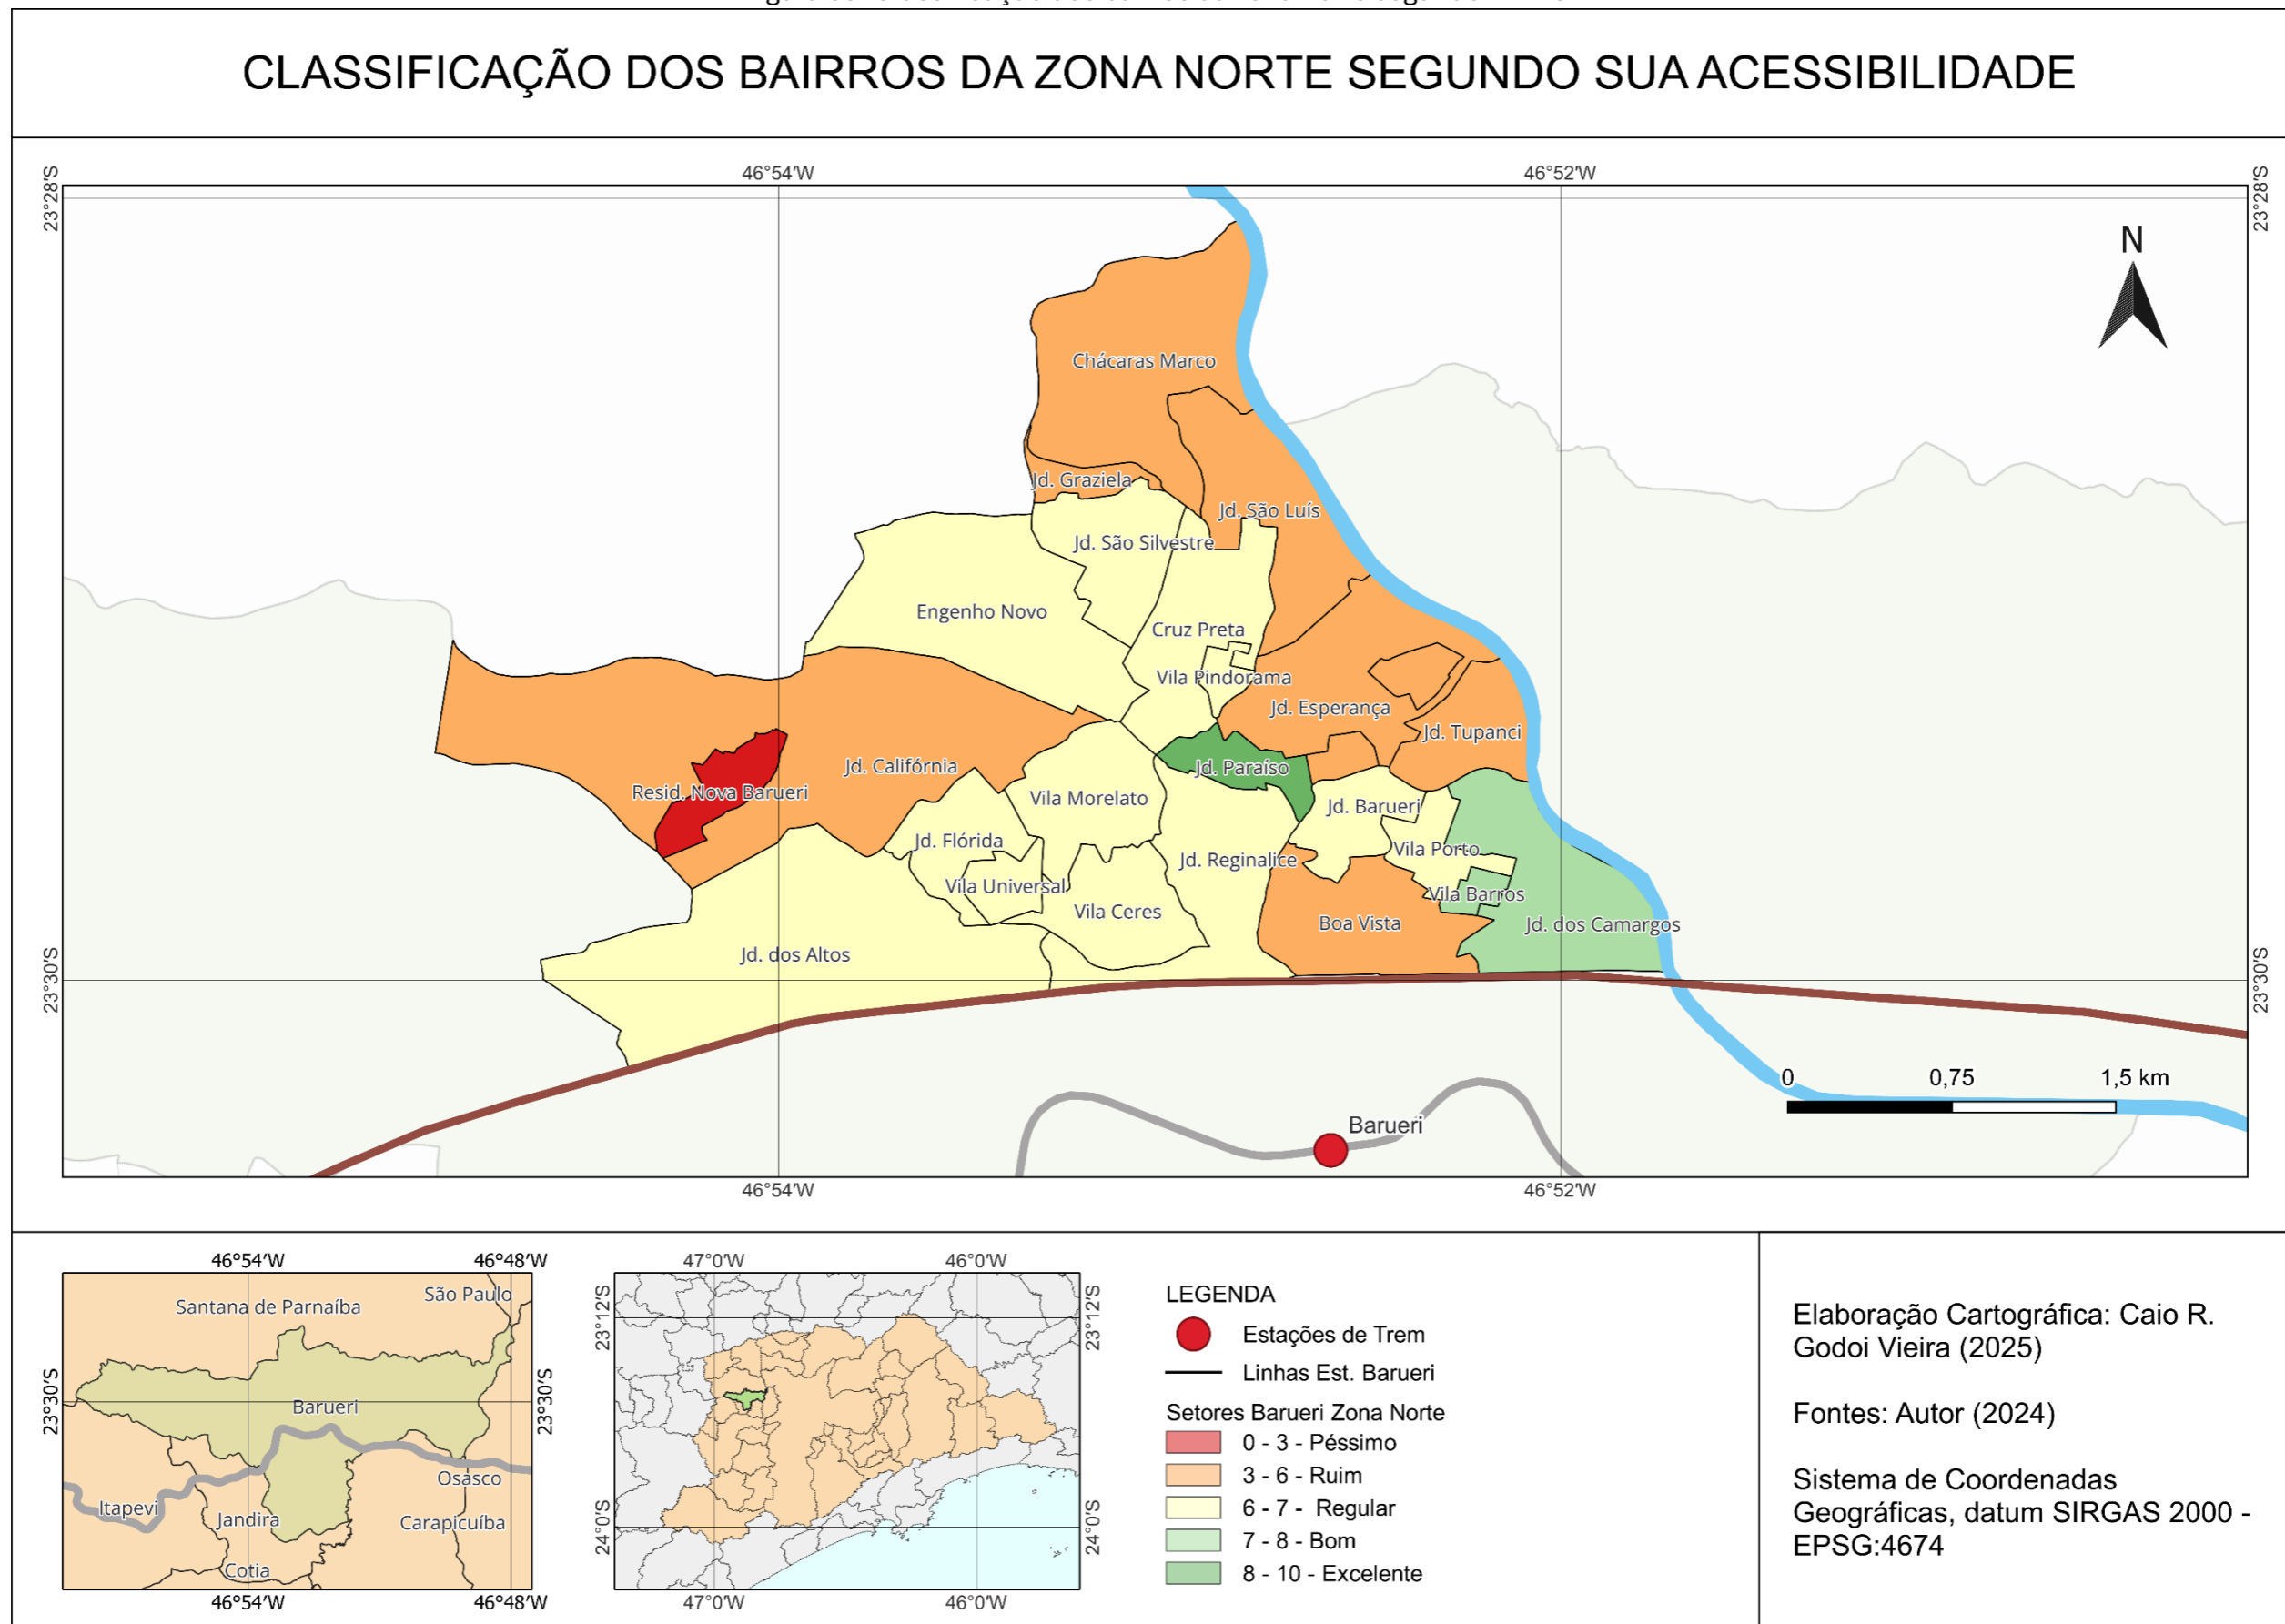 CLASSIFICAÇÃO DOS BAIRROS DA ZONA NORTE SEGUNDO SUA ACESSIBILIDADE
46°54'W
46°52'W
23°28'S
23°28'S
N
Chácaras Marco
Jd. Graziela
Jd. São Luís
Jd. São Silvestre
Engenho Novo
Cruz Preta
Vila Pindorama
Jd. Esperança
Jd. Tupanci
Jd. Califórnia
Jd. Paraíso
Resid. Nova Barueri
Vila Morelato
Jd. Barueri
Jd. Flórida
Vila Porto
Jd. Reginalice
Vila Universal
Vila Barros
Vila Ceres
Boa Vista
Jd. dos Camargos
Jd. dos Altos
23°30'S
23°30'S
0
0,75
1,5 km
Barueri
46°54'W
46°52'W
46°54'W
46°48'W
Santana de Parnaíba
São Paulo
23°30'S
23°30'S
Barueri
Osasco
Itapevi
Jandira
Carapicuíba
Cotia
46°54'W
46°48'W
47°0'W
46°0'W
23°12'S
23°12'S
24°0'S
24°0'S
47°0'W
46°0'W
LEGENDA
Estações de Trem
Linhas Est. Barueri
Setores Barueri Zona Norte
0 - 3 - Péssimo
3 - 6 - Ruim
6 - 7 - Regular
7 - 8 - Bom
8 - 10 - Excelente
Elaboração Cartográfica: Caio R.
Godoi Vieira (2025)
Fontes: Autor (2024)
Sistema de Coordenadas
Geográficas, datum SIRGAS 2000 -
EPSG:4674